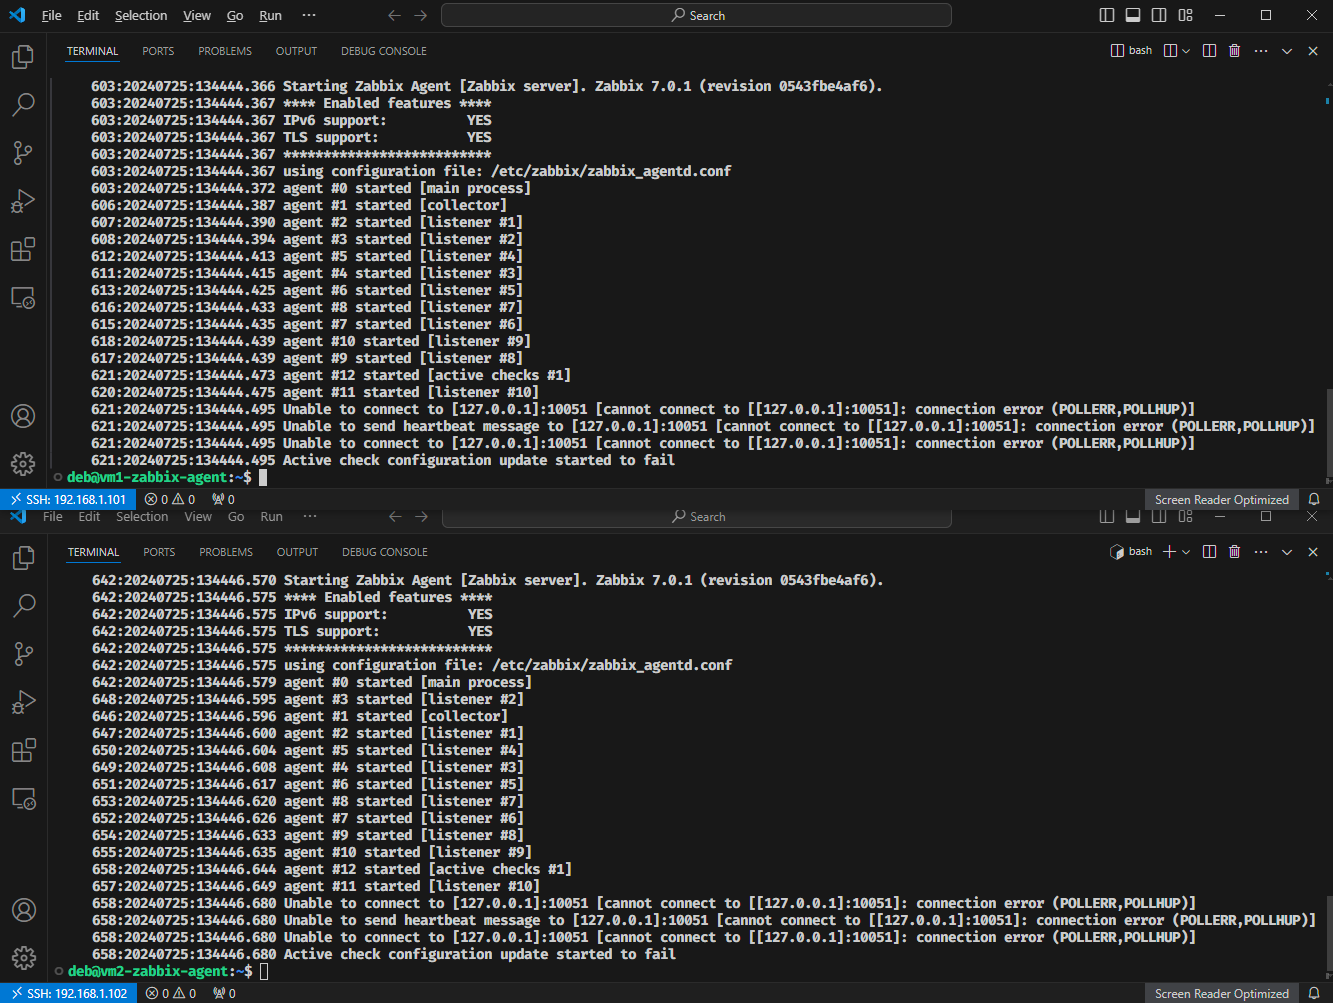 File Edit Selection View Go Run ··· Search
TERMINAL PORTS PROBLEMS OUTPUT DEBUG CONSOLE bash
603:20240725:134444.366 Starting Zabbix Agent [Zabbix server]. Zabbix 7.0.1 (revision 0543fbe4af6).
603:20240725:134444.367 **** Enabled features ****
603:20240725:134444.367 IPv6 support:          YES
603:20240725:134444.367 TLS support:           YES
603:20240725:134444.367 **************************
603:20240725:134444.367 using configuration file: /etc/zabbix/zabbix_agentd.conf
603:20240725:134444.372 agent #0 started [main process]
606:20240725:134444.387 agent #1 started [collector]
607:20240725:134444.390 agent #2 started [listener #1]
608:20240725:134444.394 agent #3 started [listener #2]
612:20240725:134444.413 agent #5 started [listener #4]
611:20240725:134444.415 agent #4 started [listener #3]
613:20240725:134444.425 agent #6 started [listener #5]
616:20240725:134444.433 agent #8 started [listener #7]
615:20240725:134444.435 agent #7 started [listener #6]
618:20240725:134444.439 agent #10 started [listener #9]
617:20240725:134444.439 agent #9 started [listener #8]
621:20240725:134444.473 agent #12 started [active checks #1]
620:20240725:134444.475 agent #11 started [listener #10]
621:20240725:134444.495 Unable to connect to [127.0.0.1]:10051 [cannot connect to [[127.0.0.1]:10051]: connection error (POLLERR,POLLHUP)]
621:20240725:134444.495 Unable to send heartbeat message to [127.0.0.1]:10051 [cannot connect to [[127.0.0.1]:10051]: connection error (POLLERR,POLLHUP)]
621:20240725:134444.495 Unable to connect to [127.0.0.1]:10051 [cannot connect to [[127.0.0.1]:10051]: connection error (POLLERR,POLLHUP)]
621:20240725:134444.495 Active check configuration update started to fail
deb@vm1-zabbix-agent:~$
SSH: 192.168.1.101 0 0 0 Screen Reader Optimized
File Edit Selection View Go Run ··· Search
TERMINAL PORTS PROBLEMS OUTPUT DEBUG CONSOLE bash
642:20240725:134446.570 Starting Zabbix Agent [Zabbix server]. Zabbix 7.0.1 (revision 0543fbe4af6).
642:20240725:134446.575 **** Enabled features ****
642:20240725:134446.575 IPv6 support:          YES
642:20240725:134446.575 TLS support:           YES
642:20240725:134446.575 **************************
642:20240725:134446.575 using configuration file: /etc/zabbix/zabbix_agentd.conf
642:20240725:134446.579 agent #0 started [main process]
648:20240725:134446.595 agent #3 started [listener #2]
646:20240725:134446.596 agent #1 started [collector]
647:20240725:134446.600 agent #2 started [listener #1]
650:20240725:134446.604 agent #5 started [listener #4]
649:20240725:134446.608 agent #4 started [listener #3]
651:20240725:134446.617 agent #6 started [listener #5]
653:20240725:134446.620 agent #8 started [listener #7]
652:20240725:134446.626 agent #7 started [listener #6]
654:20240725:134446.633 agent #9 started [listener #8]
655:20240725:134446.635 agent #10 started [listener #9]
658:20240725:134446.644 agent #12 started [active checks #1]
657:20240725:134446.649 agent #11 started [listener #10]
658:20240725:134446.680 Unable to connect to [127.0.0.1]:10051 [cannot connect to [[127.0.0.1]:10051]: connection error (POLLERR,POLLHUP)]
658:20240725:134446.680 Unable to send heartbeat message to [127.0.0.1]:10051 [cannot connect to [[127.0.0.1]:10051]: connection error (POLLERR,POLLHUP)]
658:20240725:134446.680 Unable to connect to [127.0.0.1]:10051 [cannot connect to [[127.0.0.1]:10051]: connection error (POLLERR,POLLHUP)]
658:20240725:134446.680 Active check configuration update started to fail
deb@vm2-zabbix-agent:~$
SSH: 192.168.1.102 0 0 0 Screen Reader Optimized